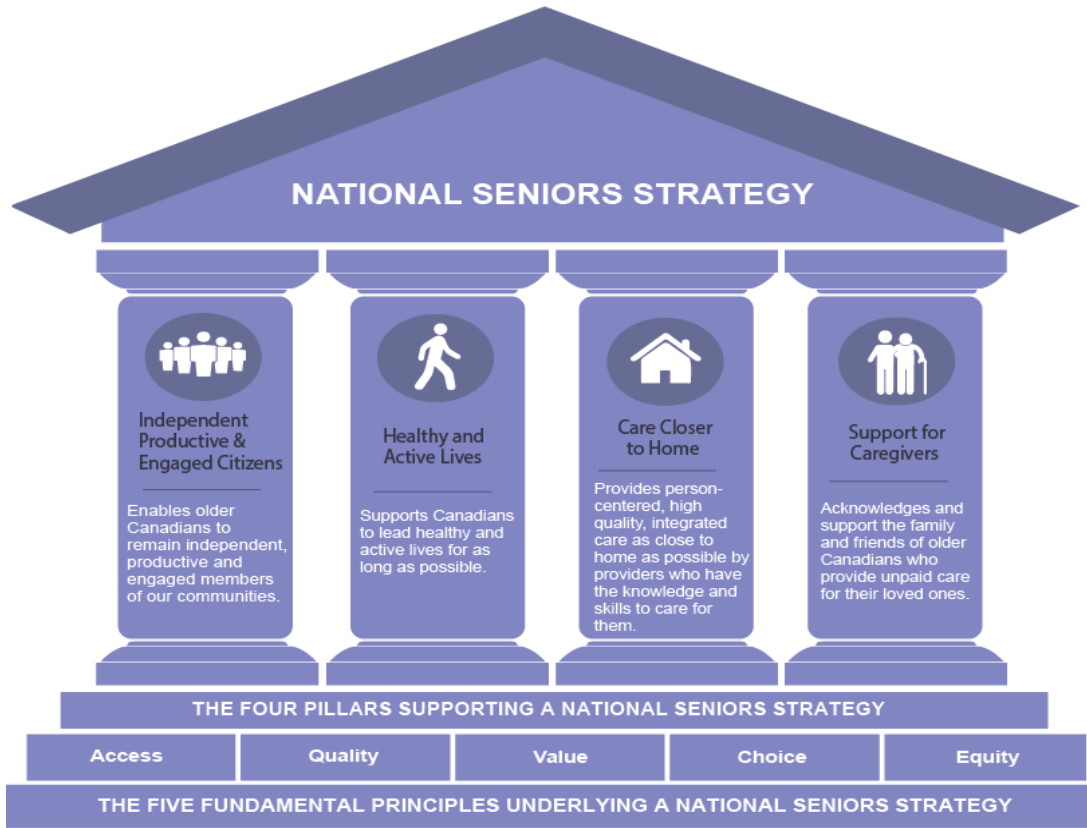 NATIONAL SENIORS STRATEGY
Independent
Productive &
Engaged Citizens
Enables older
Canadians to
remain independent,
productive and
engaged members
of our communities.
Healthy and
Active Lives
Supports Canadians
to lead healthy and
active lives for as
long as possible.
Care Closer
to Home
Provides person-
centered, high
quality, integrated
care as close to
home as possible by
providers who have
the knowledge and
skills to care for
them.
Support for
Caregivers
Acknowledges and
support the family
and friends of older
Canadians who
provide unpaid care
for their loved ones.
THE FOUR PILLARS SUPPORTING A NATIONAL SENIORS STRATEGY
Access
Quality
Value
Choice
Equity
THE FIVE FUNDAMENTAL PRINCIPLES UNDERLYING A NATIONAL SENIORS STRATEGY